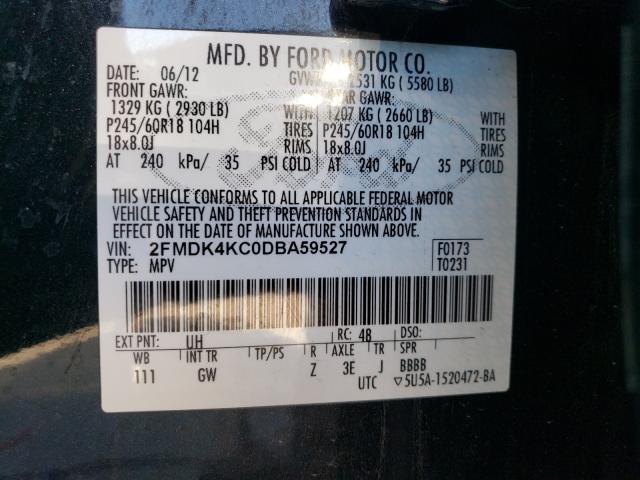 MFD. BY FORD MOTOR CO.
DATE: 06/12 2531 KG ( 5580 LB)
FRONT GAWR: GAWR:
1329 KG ( 2930 LB) WITH 1207 KG ( 2660 LB) WITH
P245/60R18 104H TIRES P245/60R18 104H TIRES
18x8.0J RIMS 18x8.0J RIMS
AT 240 kPa/ 35 PSI COLD AT 240 kPa/ 35 PSI COLD
THIS VEHICLE CONFORMS TO ALL APPLICABLE FEDERAL MOTOR
VEHICLE SAFETY AND THEFT PREVENTION STANDARDS IN
EFFECT ON THE DATE OF MANUFACTURE SHOWN ABOVE.
VIN: 2FMDK4KC0DBA59527 F0173
TYPE: MPV T0231
EXT PNT: UH RC: 48 DSO:
WB INT TR TP/PS R AXLE TR SPR
111 GW Z 3E J BBBB
UTC ▽5U5A-1520472-BA